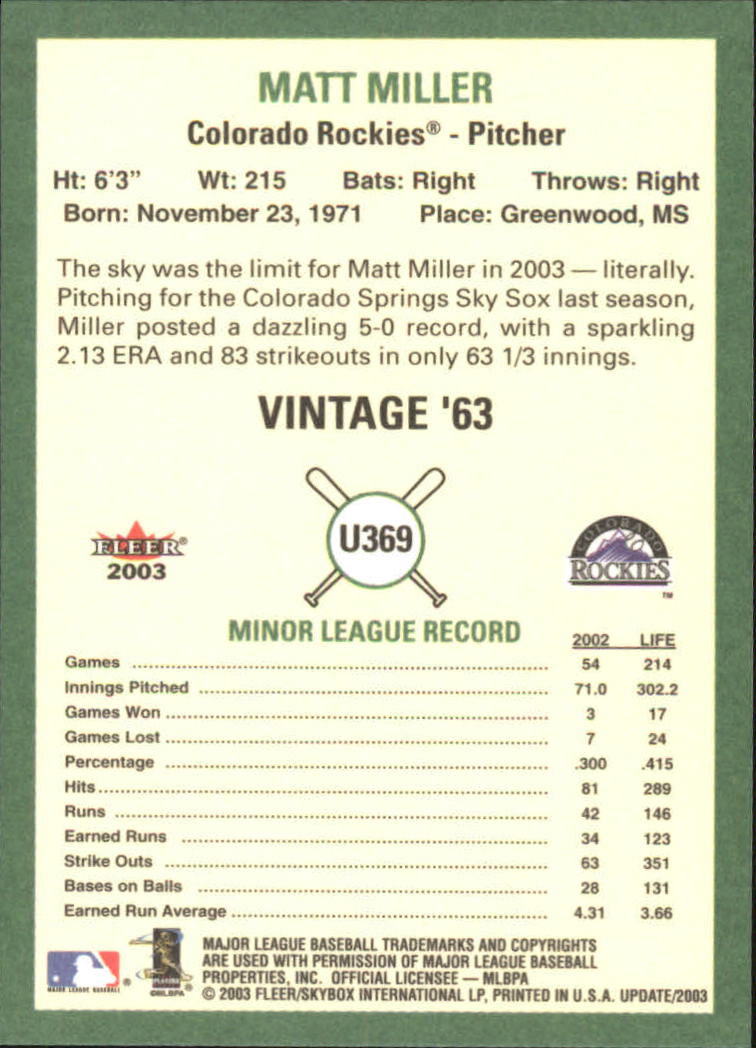 MATT MILLER
Colorado Rockies® - Pitcher
Ht: 6'3" Wt: 215 Bats: Right Throws: Right
Born: November 23, 1971 Place: Greenwood, MS
The sky was the limit for Matt Miller in 2003 — literally.
Pitching for the Colorado Springs Sky Sox last season,
Miller posted a dazzling 5-0 record, with a sparkling
2.13 ERA and 83 strikeouts in only 63 1/3 innings.
VINTAGE '63
FLEER®
2003
U369
COLORADO
ROCKIES
TM
MINOR LEAGUE RECORD 2002 LIFE
Games 54 214
Innings Pitched 71.0 302.2
Games Won 3 17
Games Lost 7 24
Percentage .300 .415
Hits 81 289
Runs 42 146
Earned Runs 34 123
Strike Outs 63 351
Bases on Balls 28 131
Earned Run Average 4.31 3.66
MAJOR LEAGUE BASEBALL®
©MLBPA
MAJOR LEAGUE BASEBALL TRADEMARKS AND COPYRIGHTS
ARE USED WITH PERMISSION OF MAJOR LEAGUE BASEBALL
PROPERTIES, INC. OFFICIAL LICENSEE — MLBPA
© 2003 FLEER/SKYBOX INTERNATIONAL LP, PRINTED IN U.S.A. UPDATE/2003